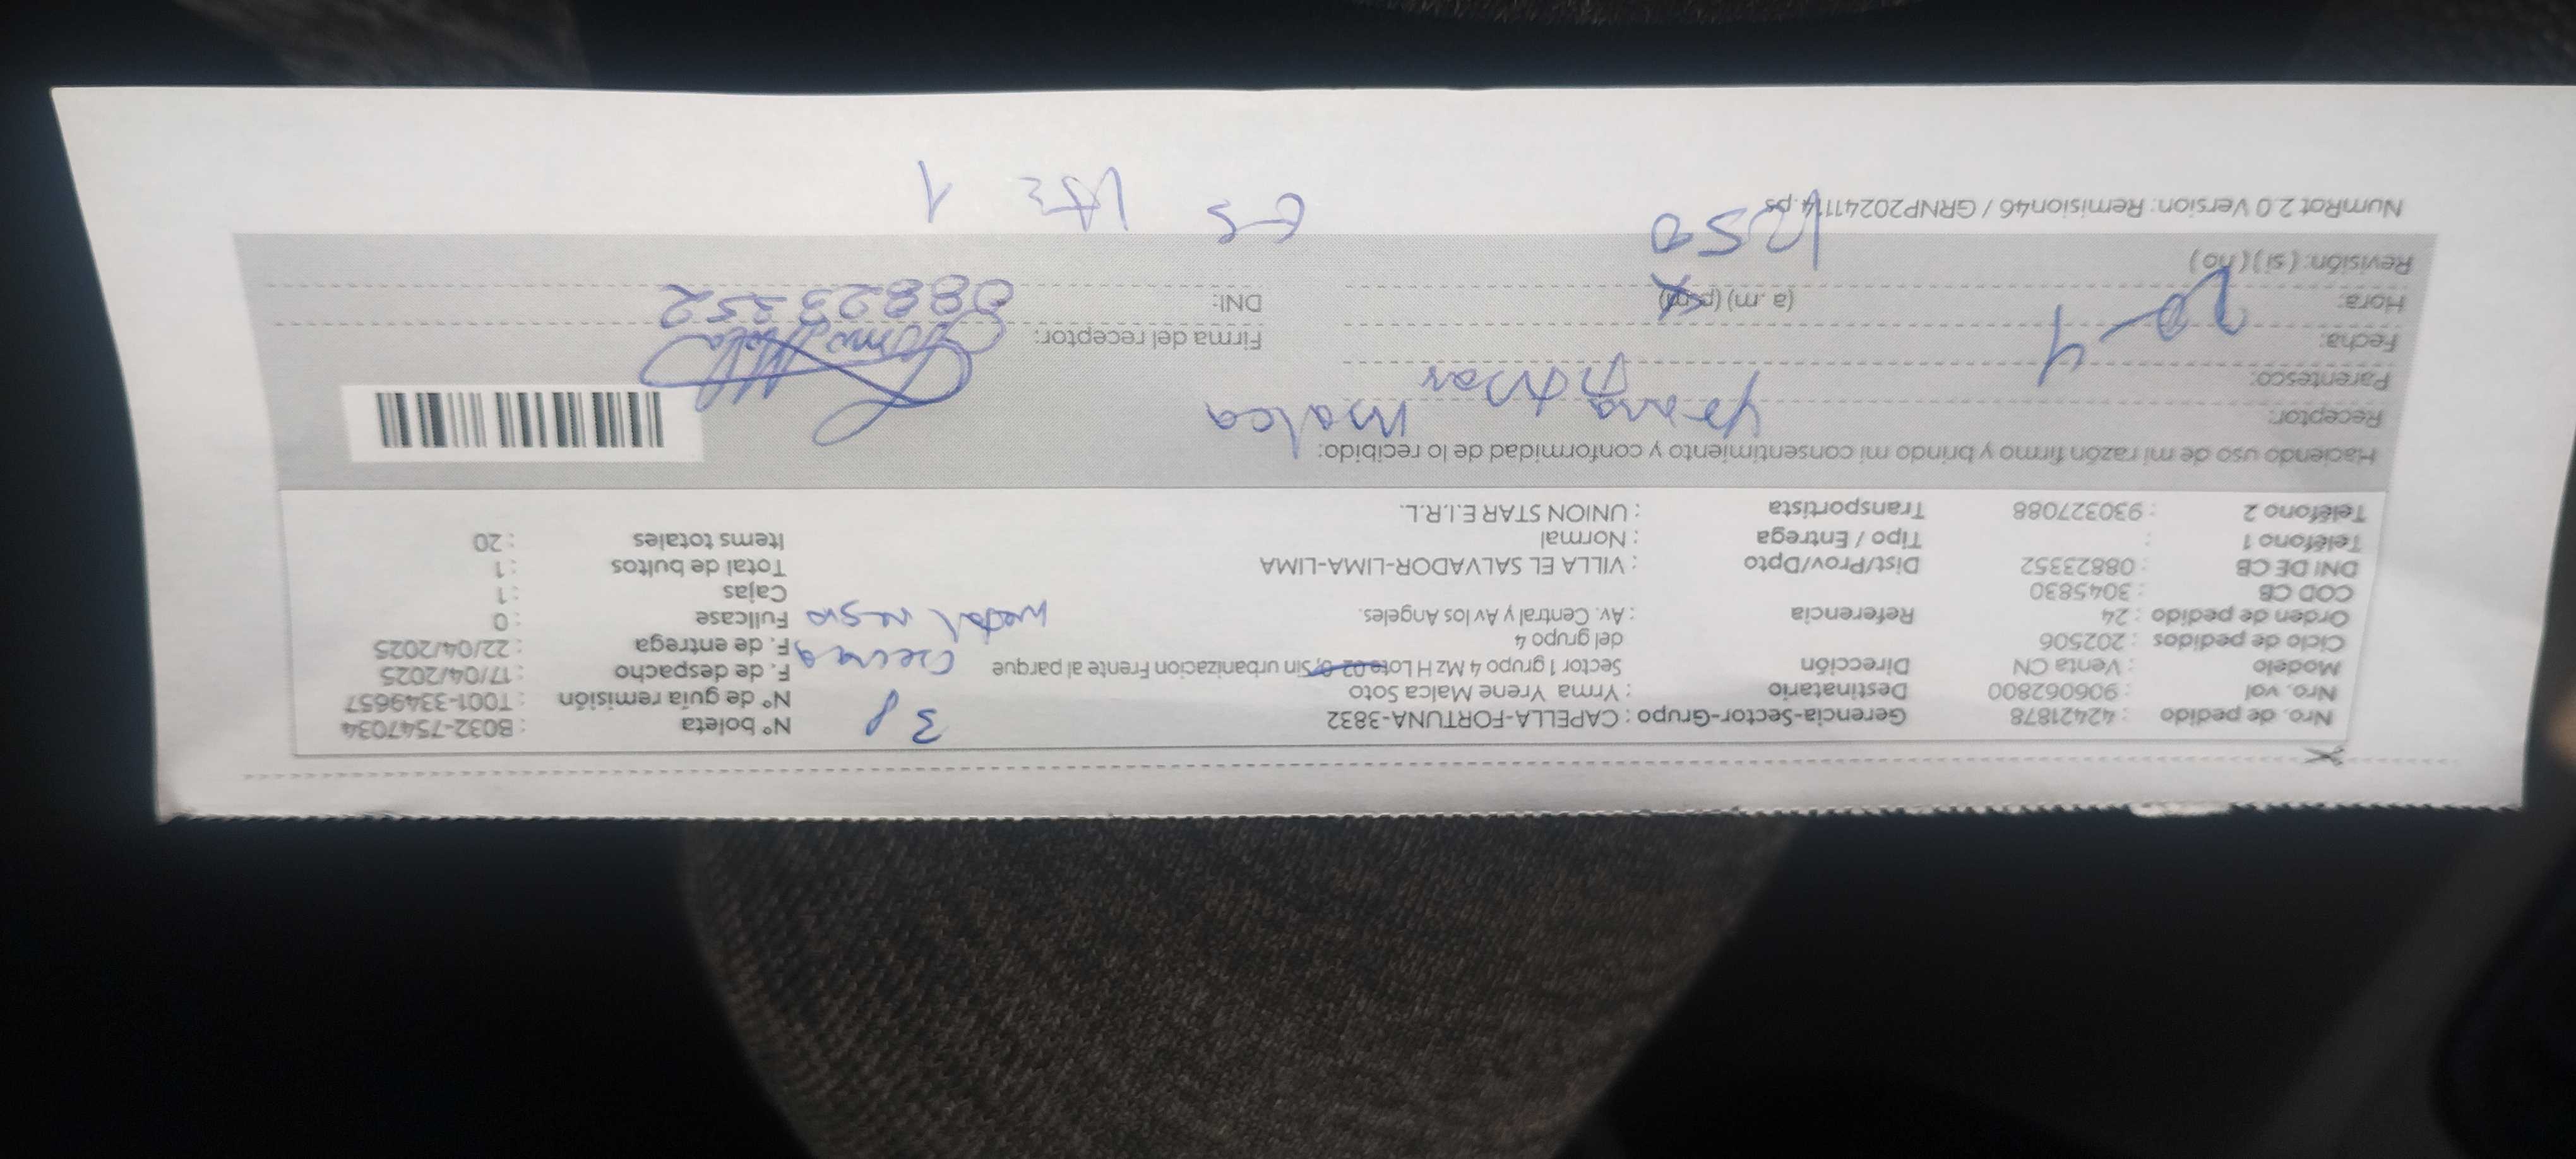 Nro. de pedido : 42421878 Gerencia-Sector-Grupo : CAPELLA-FORTUNA-3832 38 N° boleta : B032-7547034
Nro. vol : 906062800 Destinatario : Yrma Yrene Malca Soto N° de guía remisión : T001-3349657
Modelo : Venta CN Dirección Sector 1 grupo 4 Mz H Lote 02 0, Sin urbanizacion Frente al parque F. de despacho : 17/04/2025
Ciclo de pedidos : 202506 del grupo 4 F. de entrega : 22/04/2025
Orden de pedido : 24 Referencia : Av. Central y Av los Angeles. metal negro Fullcase : 0
COD CB : 3045830 Cajas : 1
DNI DE CB : 08823352 Dist/Prov/Dpto : VILLA EL SALVADOR-LIMA-LIMA Total de bultos : 1
Teléfono 1 : Tipo / Entrega : Normal Items totales : 20
Teléfono 2 : 930327088 Transportista : UNION STAR E.I.R.L.
Haciendo uso de mi razón firmo y brindo mi consentimiento y conformidad de lo recibido:
Receptor: Malca
Parentesco:
Fecha: 20-4 Firma del receptor:
Hora: (a .m) (p.m) DNI: 08823352
Revisión: ( si ) ( no ) 1250
NumRot 2.0 Version: Remision46 / GRNP20241114.ps